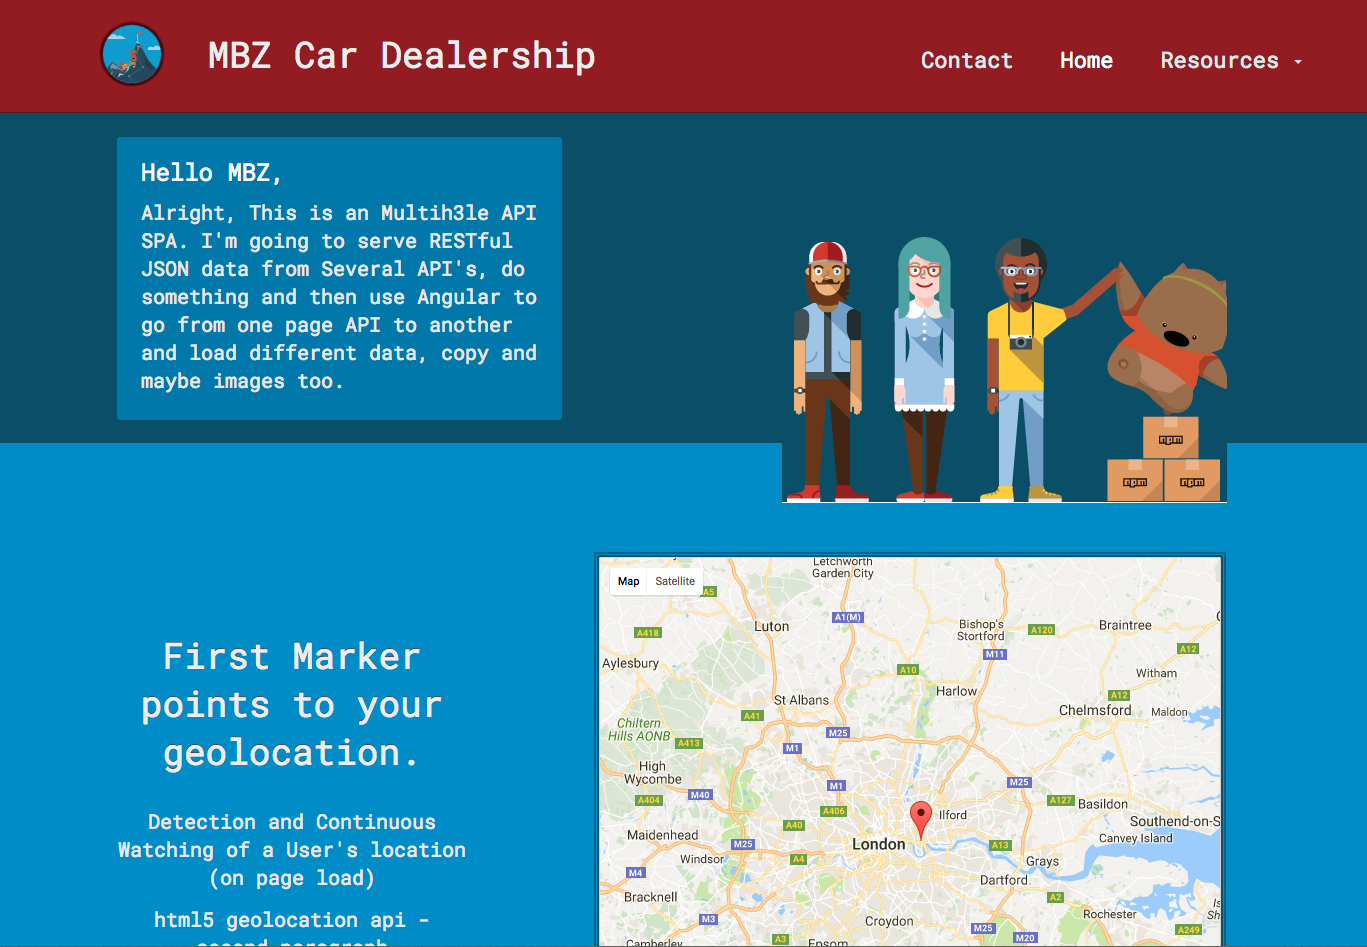 MBZ Car Dealership
Contact
Home
Resources
Hello MBZ,
Alright, This is an Multih3le API
SPA. I'm going to serve RESTful
JSON data from Several API's, do
something and then use Angular to
go from one page API to another
and load different data, copy and
maybe images too.
npm
npm
npm
First Marker
points to your
geolocation.
Detection and Continuous
Watching of a User's location
(on page load)
html5 geolocation api -
second paragraph
Map
Satellite
Letchworth
Garden City
A5
A1(M)
Luton
A418
Bishop's
Stortford
A120
Braintree
M11
A12
Aylesbury
A10
Witham
St Albans
Harlow
A12
Chelmsford
Maldon
A41
Chiltern
Hills AONB
A413
M25
M1
High
Wycombe
M25
M1
M40
A404
A406
A127
Basildon
Ilford
Southend-on-S
A40
Maidenhead
Canvey Island
M25
London
A13
Windsor
A4
Grays
M4
Dartford
Bracknell
A2
Rochester
M3
Croydon
Is
Sh
M25
A249
A3
M20
Camberley
Epsom